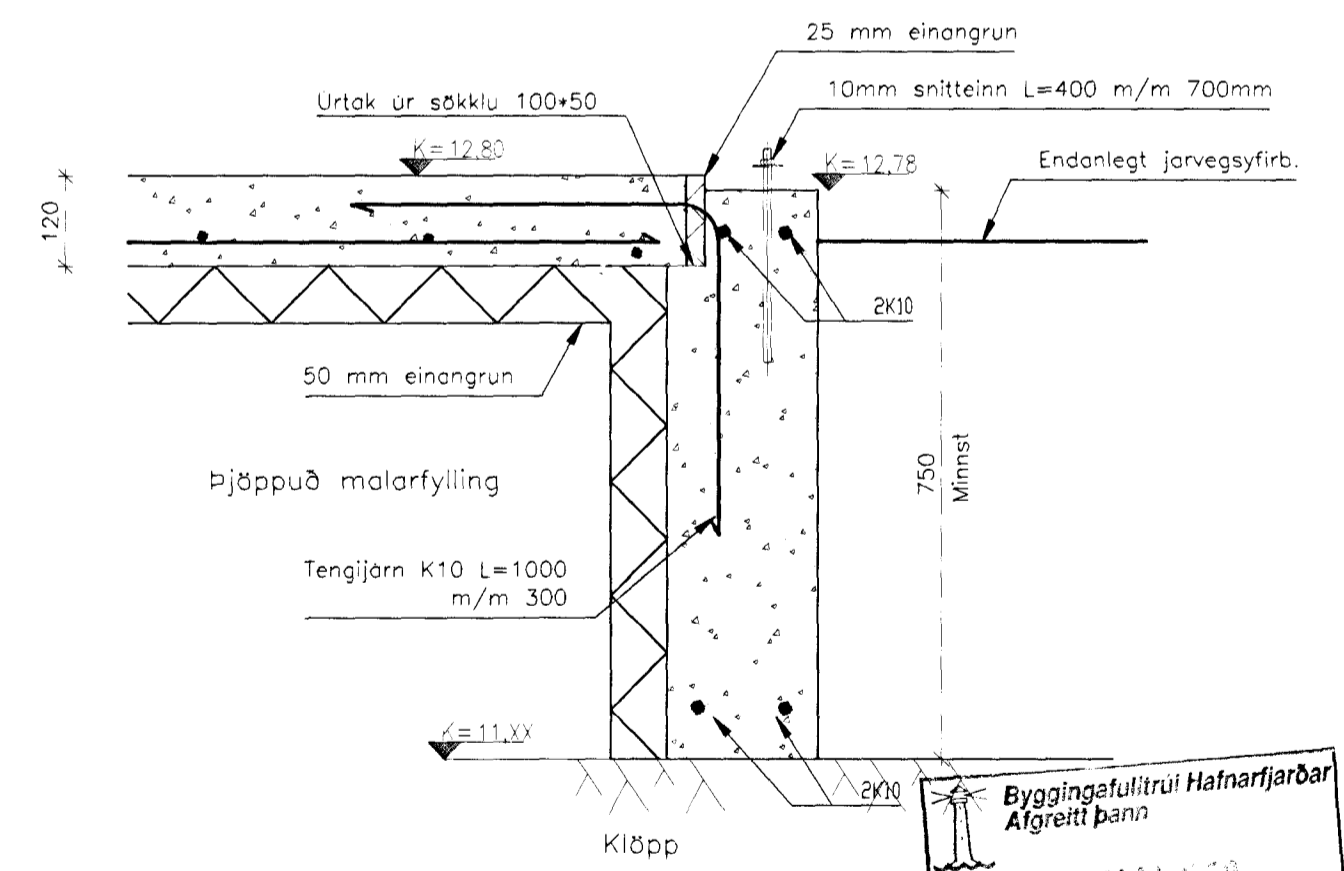 25 mm einangrun
Úrtak úr sökklu 100*50
10mm snitteinn L=400 m/m 700mm
K=12,80
K=12,78
Endanlegt jarvegsyfirb.
120
2K10
50 mm einangrun
Þjöppuð malarfylling
750
Minnst
Tengijárn K10 L=1000
m/m 300
K=11,XX
2K10
Klöpp
Byggingafulltrúi Hafnarfjarðar
Afgreitt þann